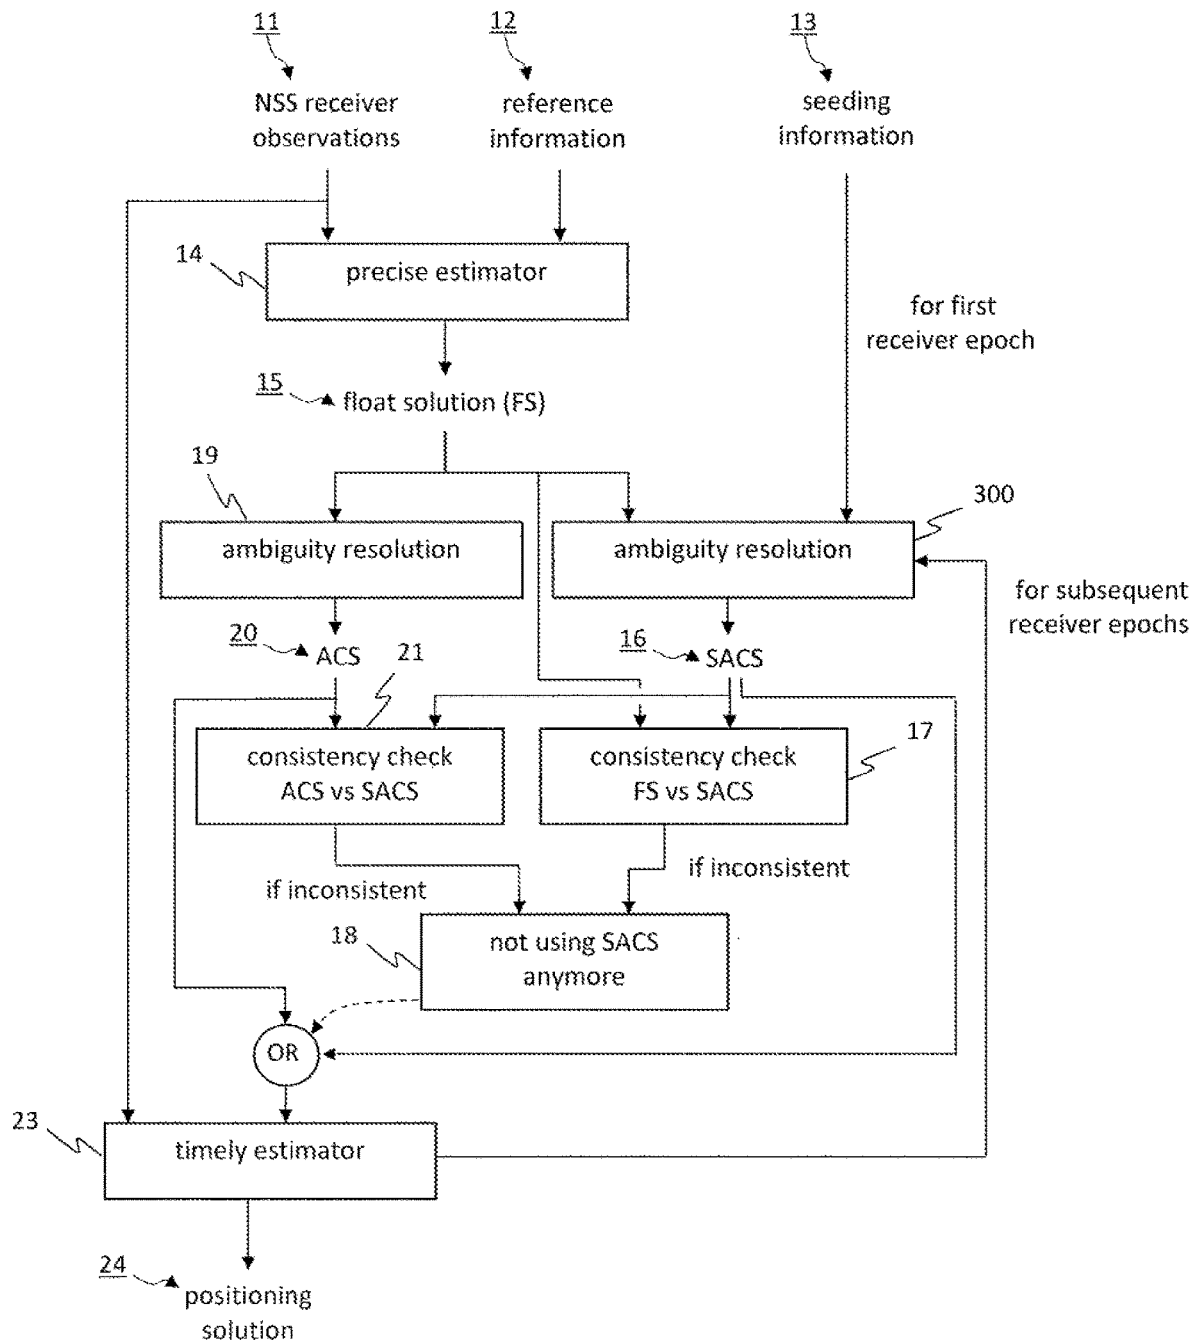 11
12
13
NSS receiver
observations
reference
information
seeding
information
14
precise estimator
for first
receiver epoch
15
float solution (FS)
19
300
ambiguity resolution
ambiguity resolution
for subsequent
receiver epochs
20
ACS
21
16
SACS
17
consistency check
ACS vs SACS
consistency check
FS vs SACS
if inconsistent
if inconsistent
18
not using SACS
anymore
OR
23
timely estimator
24
positioning
solution